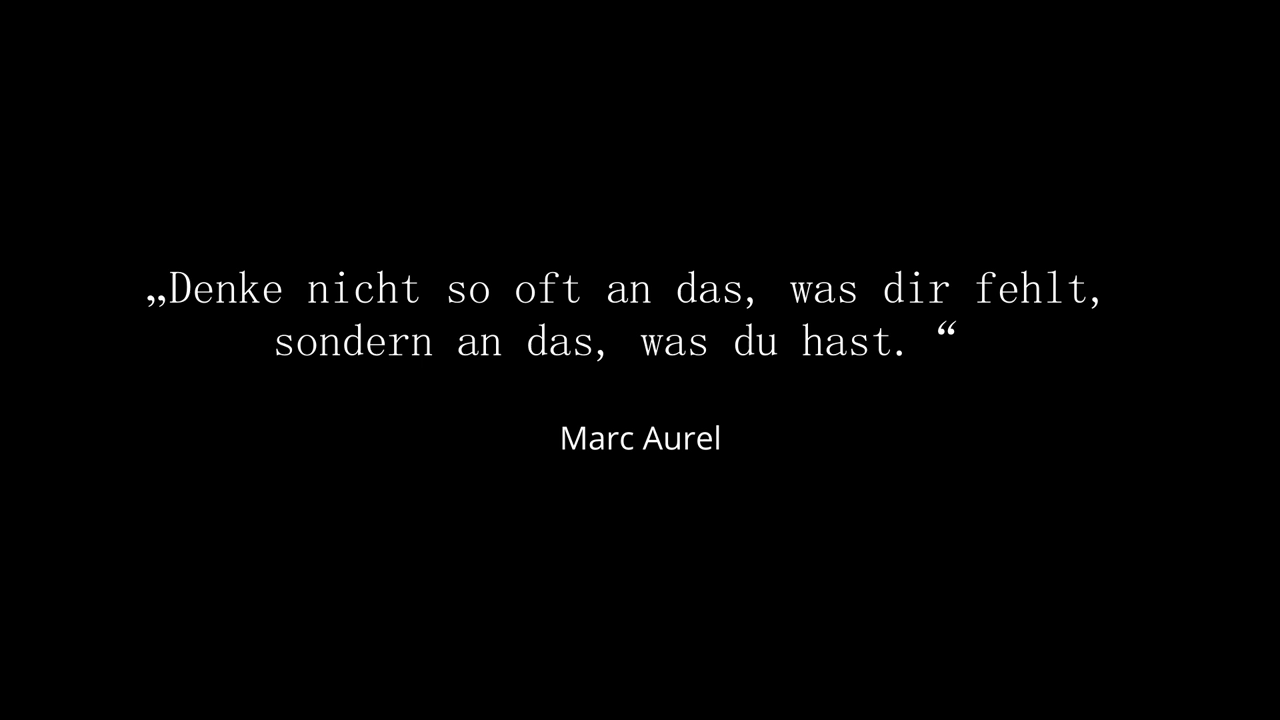 „Denke nicht so oft an das, was dir fehlt,
sondern an das, was du hast. “
Marc Aurel